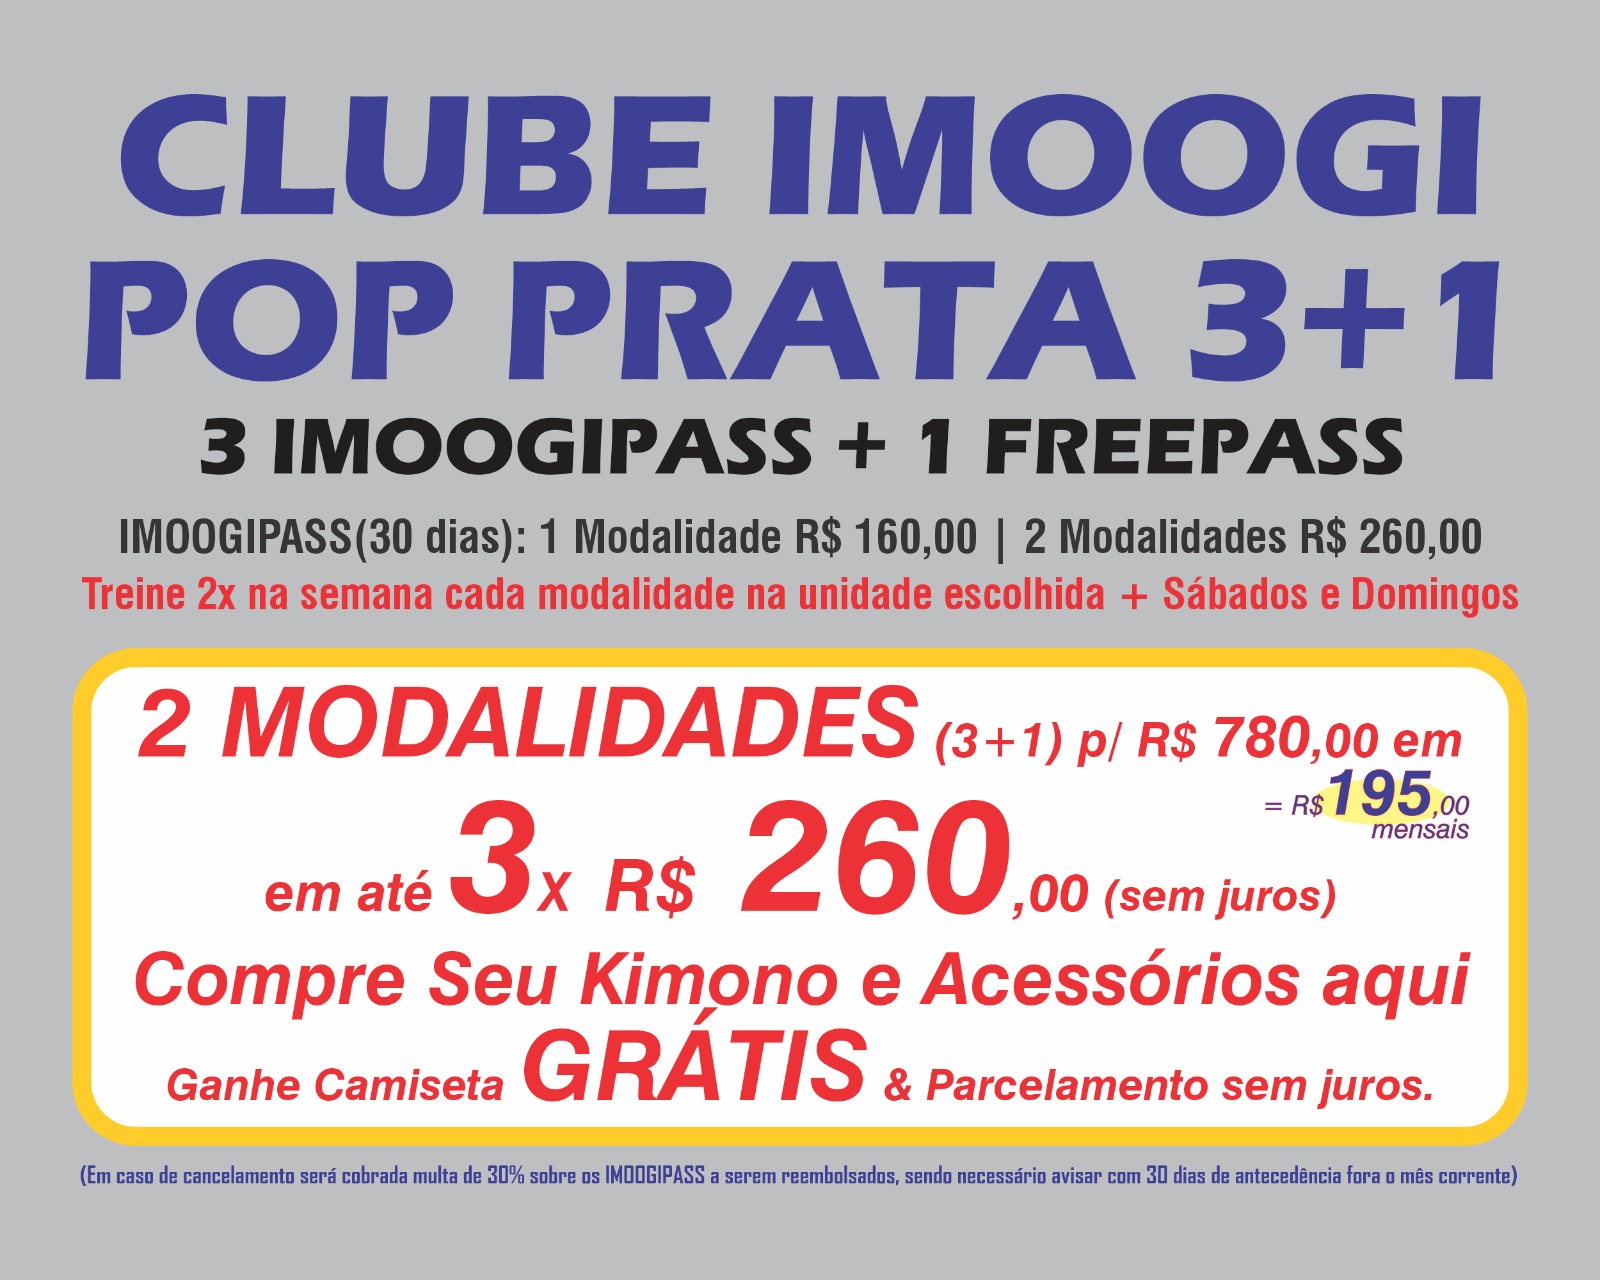 CLUBE IMOOGI
POP PRATA 3+1
3 IMOOGIPASS + 1 FREEPASS
IMOOGIPASS(30 dias): 1 Modalidade R$ 160,00 | 2 Modalidades R$ 260,00
Treine 2x na semana cada modalidade na unidade escolhida + Sábados e Domingos
2 MODALIDADES (3+1) p/ R$ 780,00 em
= R$ 195,00
mensais
em até 3x R$ 260,00 (sem juros)
Compre Seu Kimono e Acessórios aqui
Ganhe Camiseta GRÁTIS & Parcelamento sem juros.
(Em caso de cancelamento será cobrada multa de 30% sobre os IMOOGIPASS a serem reembolsados, sendo necessário avisar com 30 dias de antecedência fora o mês corrente)